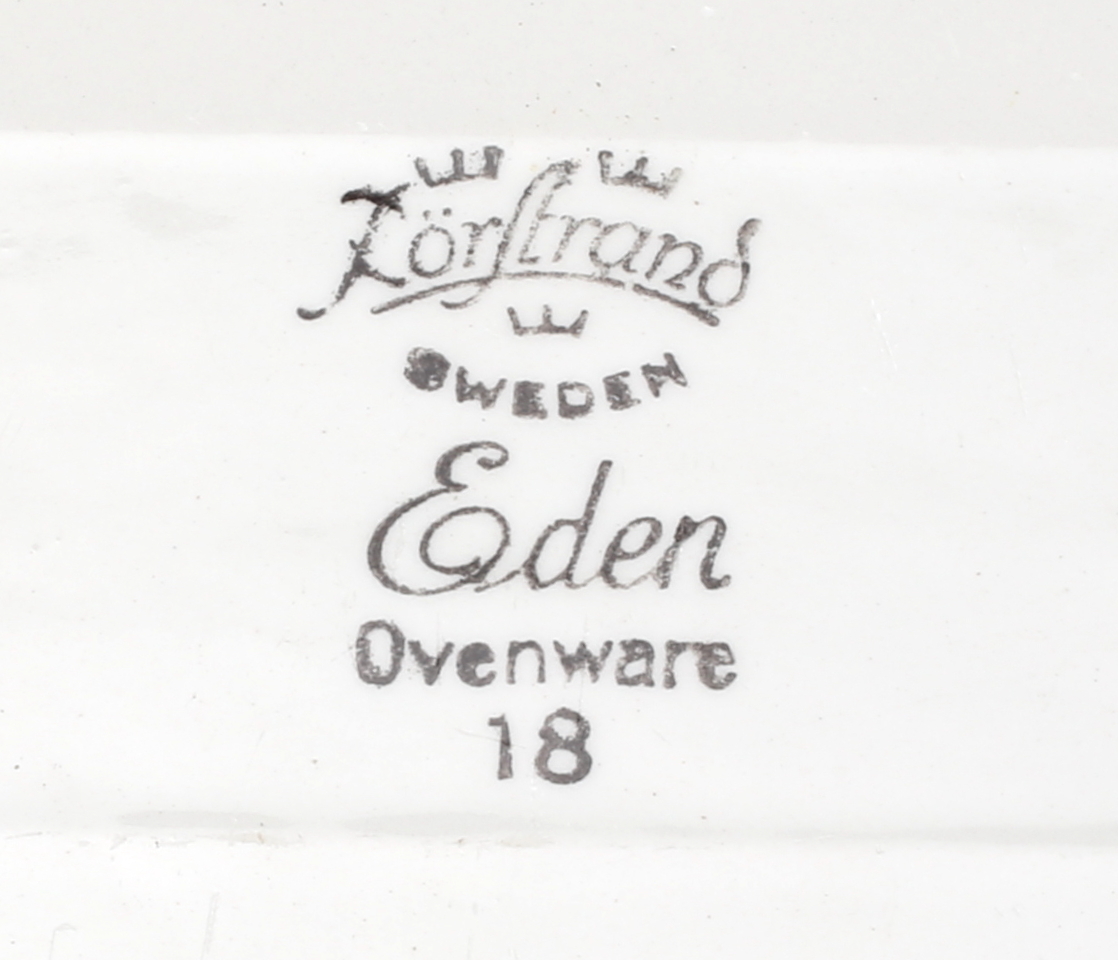 Rörstrand
SWEDEN
Eden
Ovenware
18